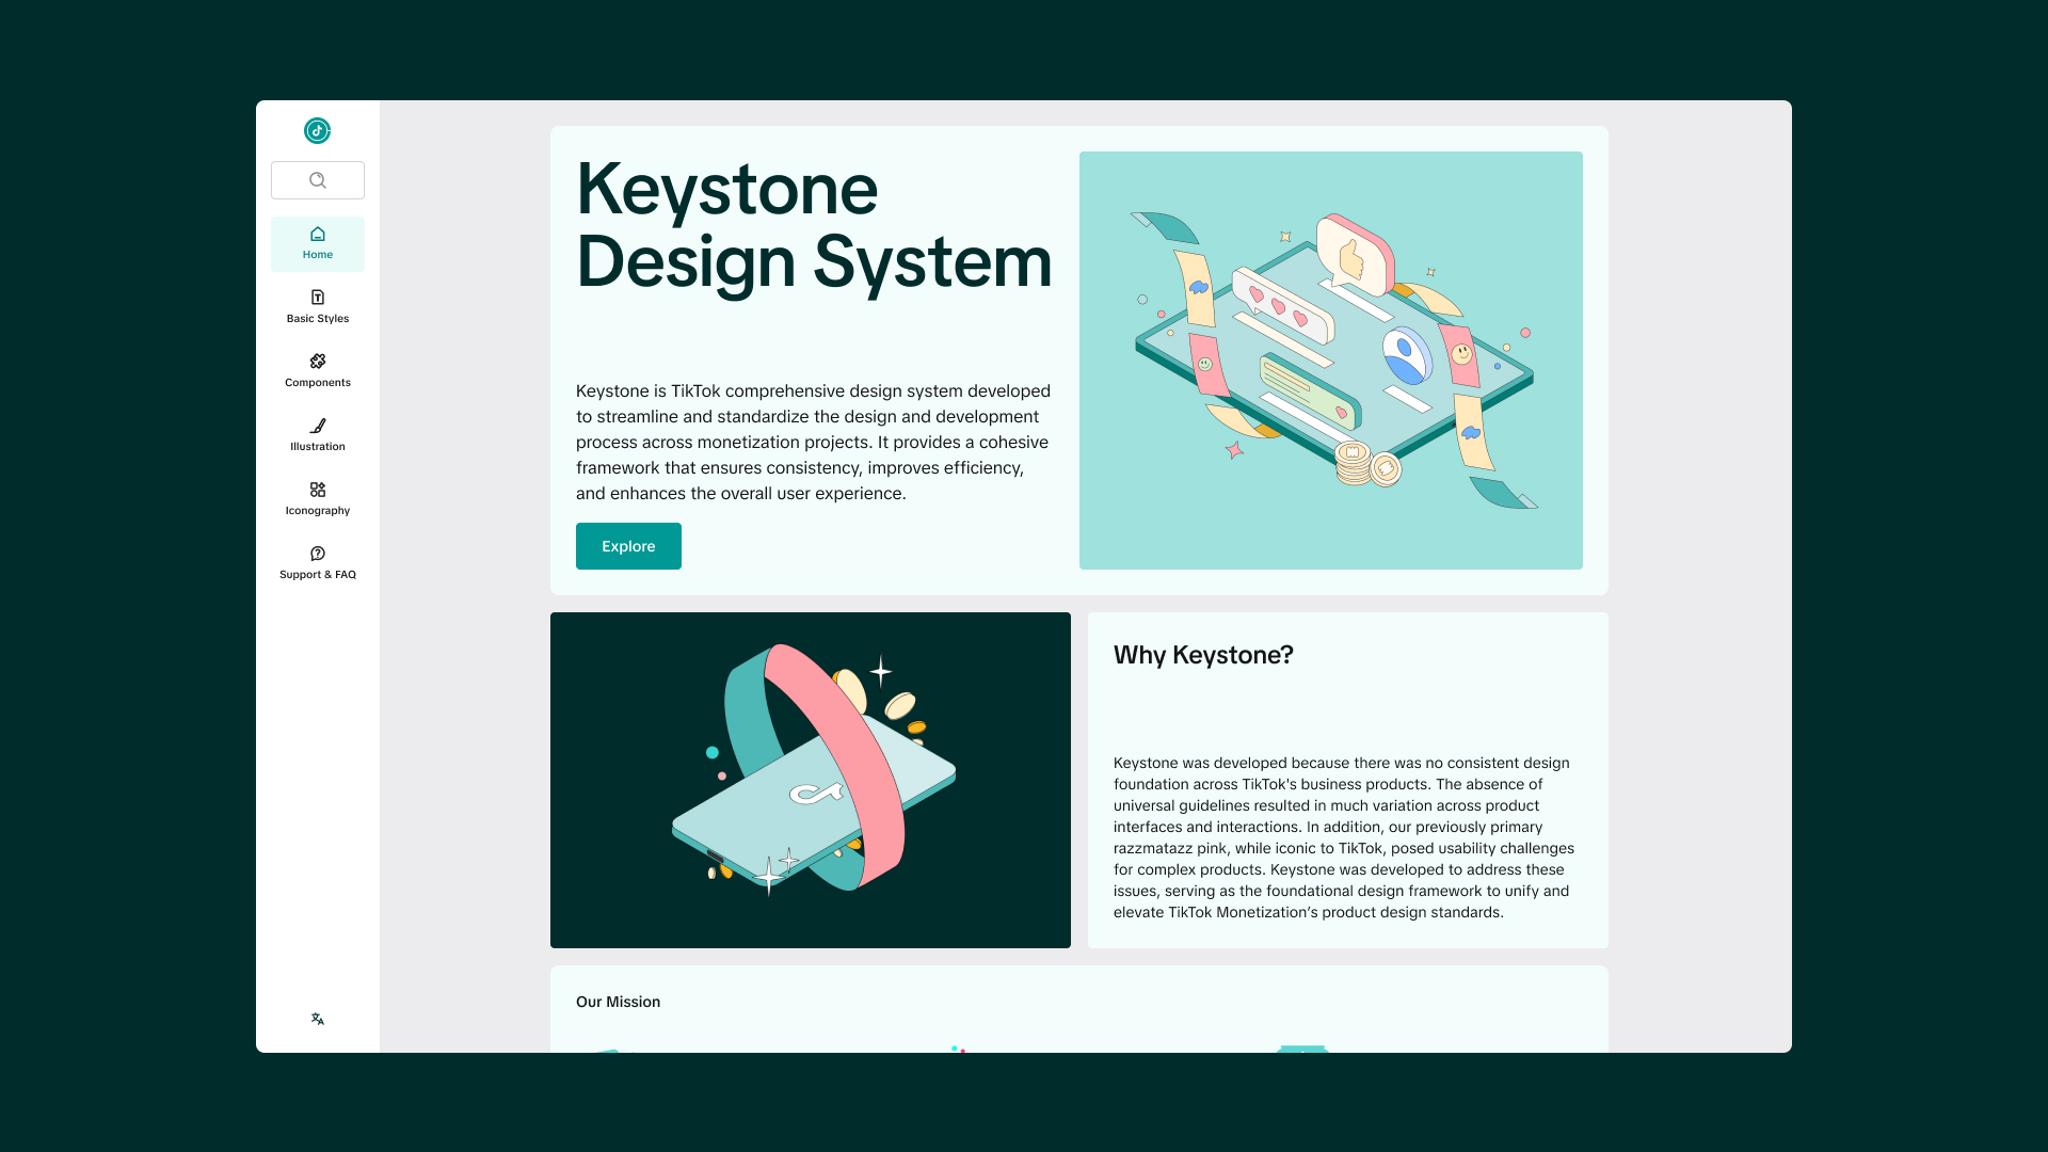 Home
Basic Styles
Components
Illustration
Iconography
Support & FAQ
Keystone
Design System
Keystone is TikTok comprehensive design system developed
to streamline and standardize the design and development
process across monetization projects. It provides a cohesive
framework that ensures consistency, improves efficiency,
and enhances the overall user experience.
Explore
Why Keystone?
Keystone was developed because there was no consistent design
foundation across TikTok's business products. The absence of
universal guidelines resulted in much variation across product
interfaces and interactions. In addition, our previously primary
razzmatazz pink, while iconic to TikTok, posed usability challenges
for complex products. Keystone was developed to address these
issues, serving as the foundational design framework to unify and
elevate TikTok Monetization’s product design standards.
Our Mission